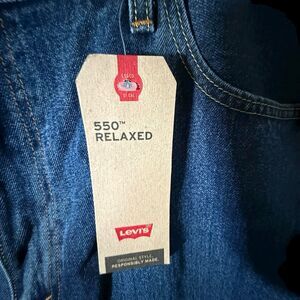 550™
RELAXED
Levi's
ORIGINAL STYLE.
RESPONSIBLY MADE.